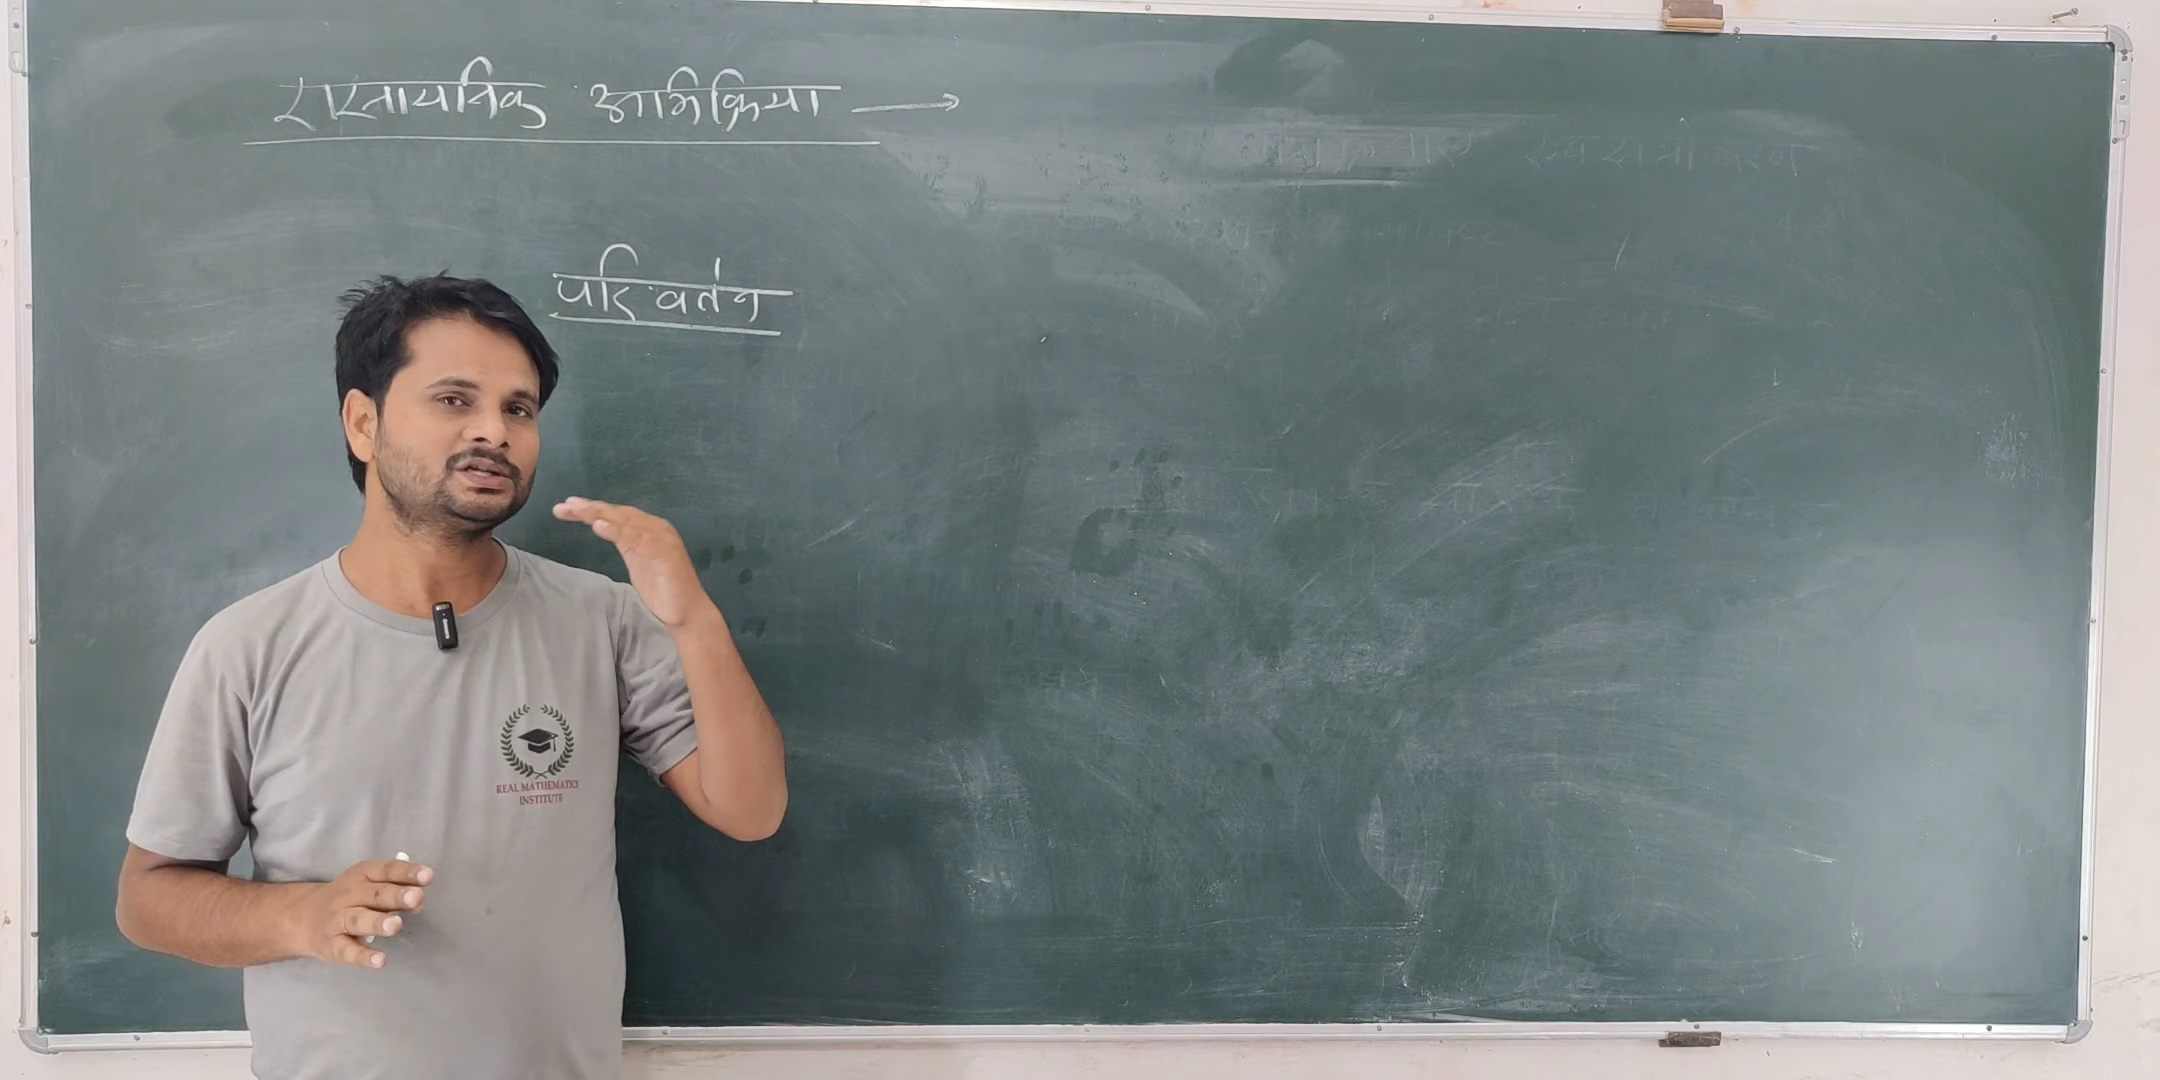 रासायनिक अभिक्रिया →
परिवर्तन
REAL MATHEMATICS
INSTITUTE